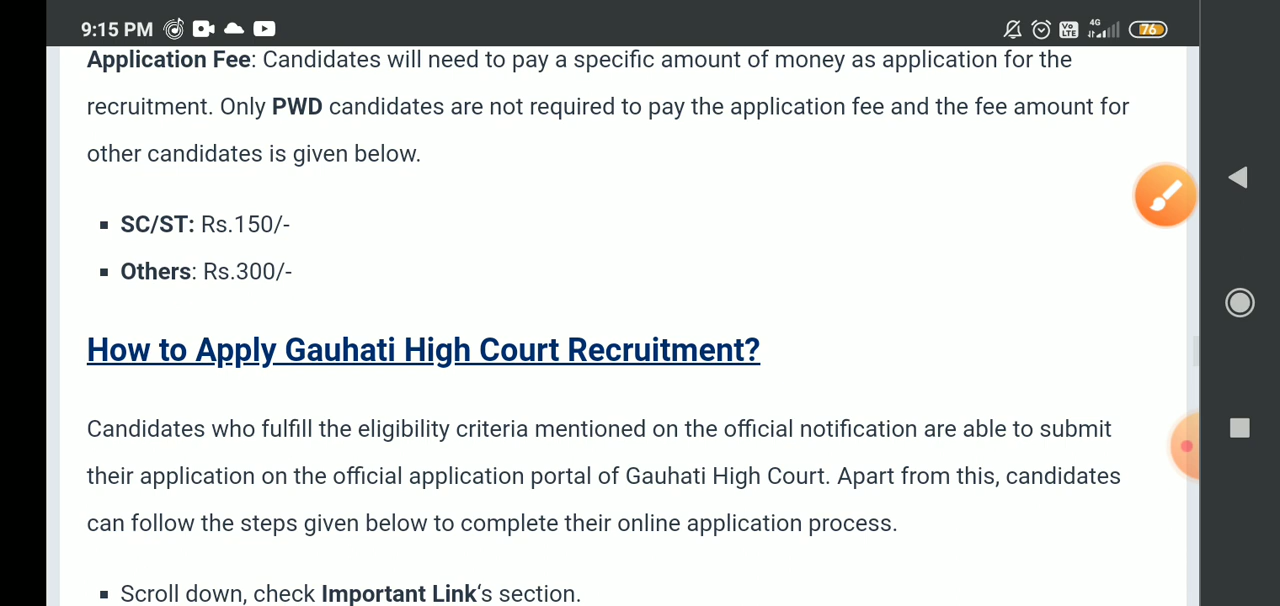 9:15 PM
Vo LTE 4G 76
Application Fee: Candidates will need to pay a specific amount of money as application for the
recruitment. Only PWD candidates are not required to pay the application fee and the fee amount for
other candidates is given below.
▪ SC/ST: Rs.150/-
▪ Others: Rs.300/-
How to Apply Gauhati High Court Recruitment?
Candidates who fulfill the eligibility criteria mentioned on the official notification are able to submit
their application on the official application portal of Gauhati High Court. Apart from this, candidates
can follow the steps given below to complete their online application process.
▪ Scroll down, check Important Link‘s section.